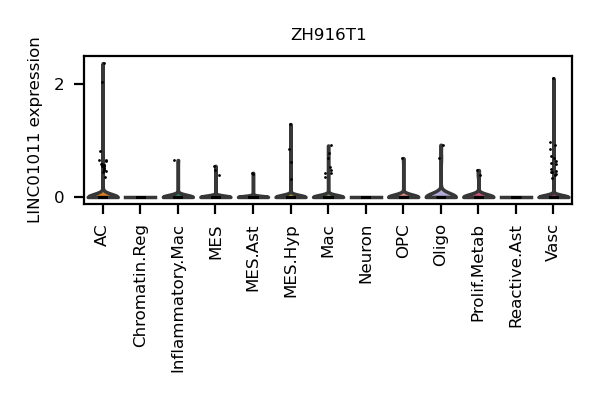 ZH916T1
LINC01011 expression
2
0
AC
Chromatin.Reg
Inflammatory.Mac
MES
MES.Ast
MES.Hyp
Mac
Neuron
OPC
Oligo
Prolif.Metab
Reactive.Ast
Vasc